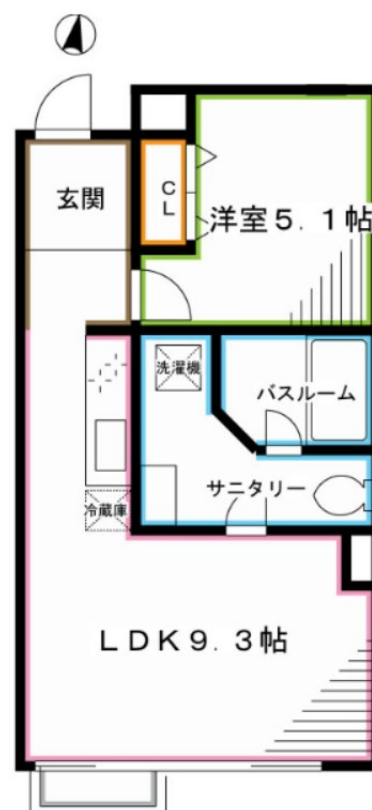 玄関
CL
洋室5.1帖
洗濯機
バスルーム
サニタリー
冷蔵庫
LDK9.3帖